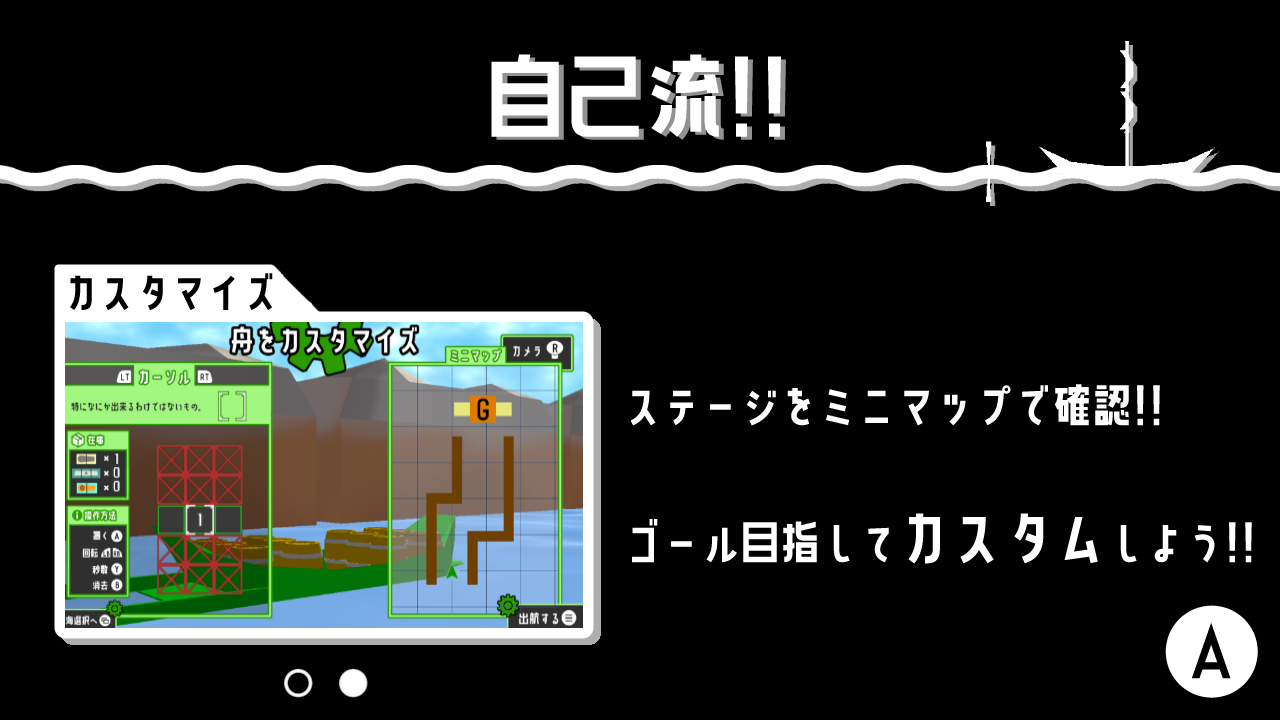 自己流!!
カスタマイズ
舟をカスタマイズ
ミニマップ
カメラ R
LT カーソル RT
特になにか出来るわけではないもの。
G
在庫
× 1
× 0
× 0
1
操作方法
置く A
回転
秒数 Y
消去 B
海選択へ
出航する
ステージをミニマップで確認!!
ゴール目指してカスタムしよう!!
A